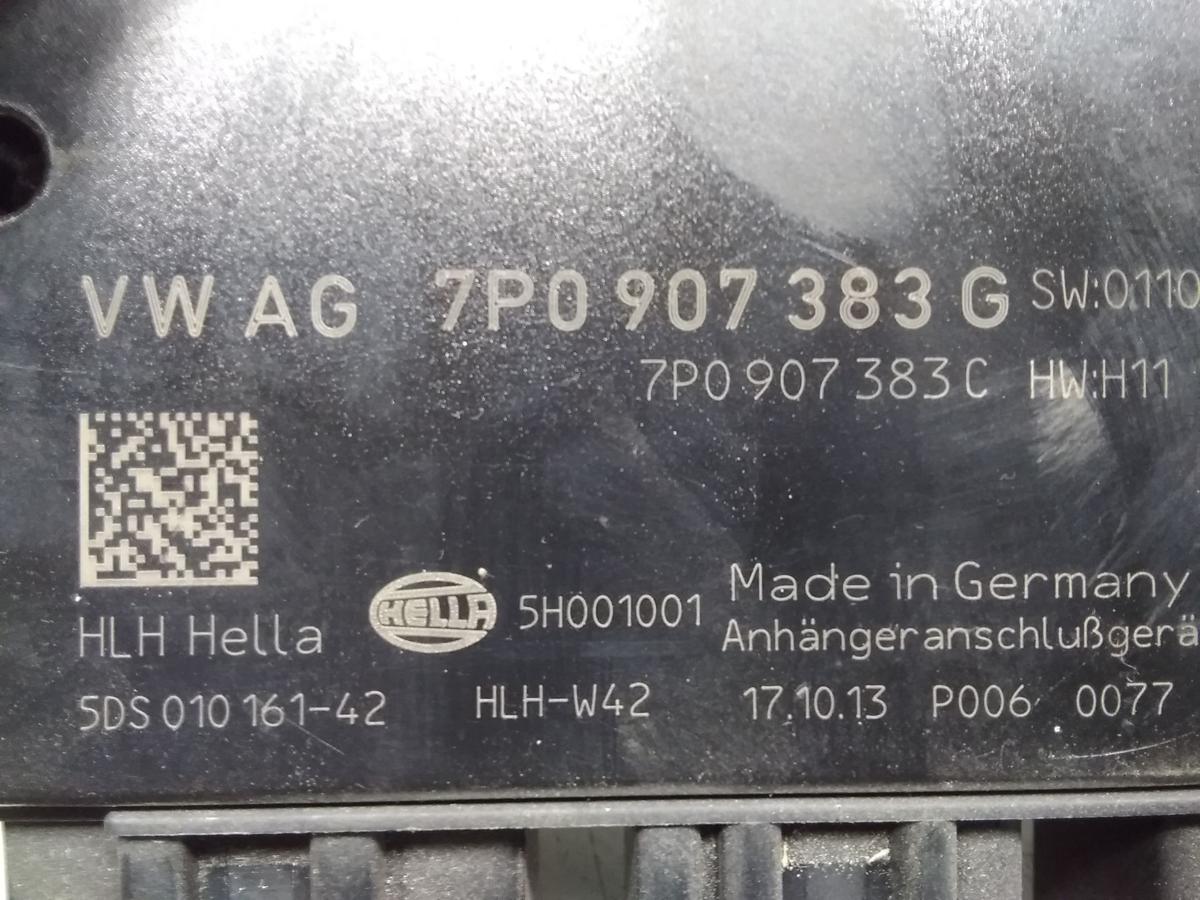 VW AG 7P0 907 383 G SW:0110
7P0 907 383 C HW:H11
HLH Hella HELLA 5H001001 Made in Germany
Anhängeranschlußgerä
5DS 010 161-42 HLH-W42 17.10.13 P006 0077